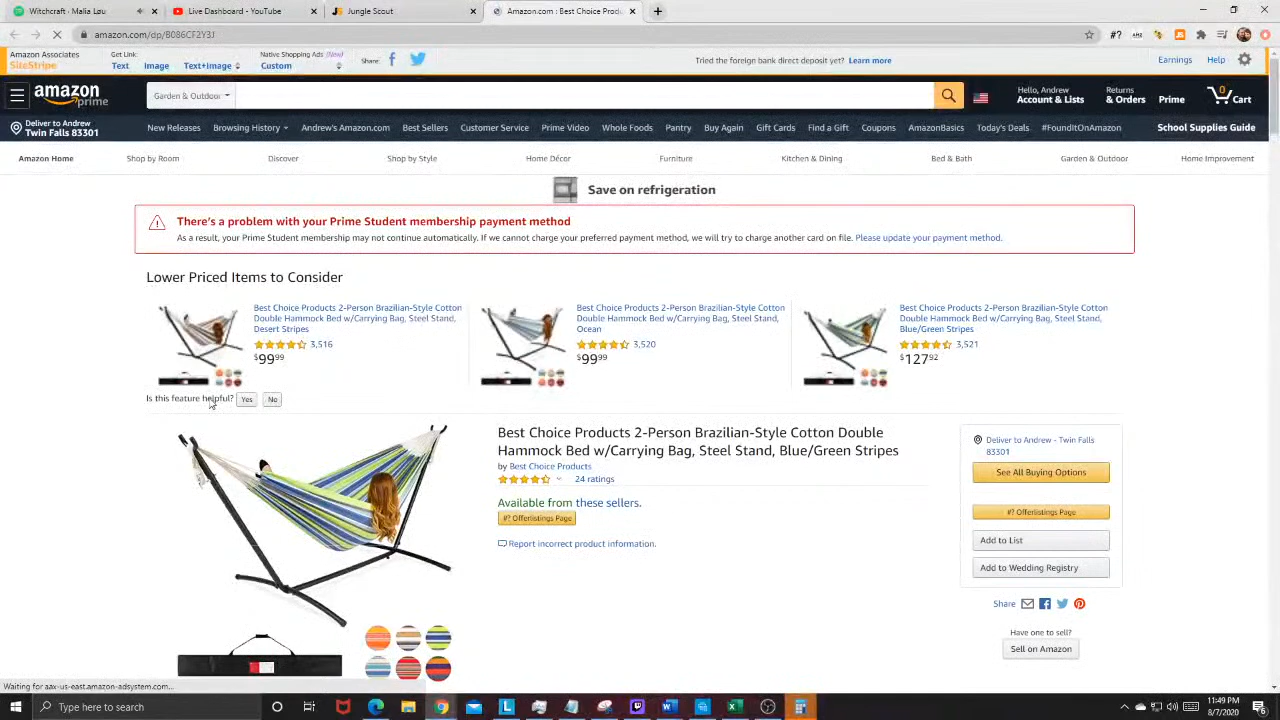 Witchcraft - Maila Lou
Live Dashboard - YouTube
Jungle Scout
Amazon.com : Best Choice Produ
amazon.com/dp/B086CF2Y3J
Amazon Associates
SiteStripe
Get Link:
Text Image Text+image
Native Shopping Ads (New)
Custom
Share:
Tried the foreign bank direct deposit yet? Learn more
Earnings Help
amazon
prime
Garden & Outdoor
Hello, Andrew
Account & Lists
Returns
& Orders
Prime
0
Cart
Deliver to Andrew
Twin Falls 83301
New Releases Browsing History Andrew's Amazon.com Best Sellers Customer Service Prime Video Whole Foods Pantry Buy Again Gift Cards Find a Gift Coupons AmazonBasics Today's Deals #FoundItOnAmazon
School Supplies Guide
Amazon Home Shop by Room Discover Shop by Style Home Décor Furniture Kitchen & Dining Bed & Bath Garden & Outdoor Home Improvement
Save on refrigeration
There's a problem with your Prime Student membership payment method
As a result, your Prime Student membership may not continue automatically. If we cannot charge your preferred payment method, we will try to charge another card on file. Please update your payment method.
Lower Priced Items to Consider
Best Choice Products 2-Person Brazilian-Style Cotton
Double Hammock Bed w/Carrying Bag, Steel Stand,
Desert Stripes
3,516
$99⁹⁹
Best Choice Products 2-Person Brazilian-Style Cotton
Double Hammock Bed w/Carrying Bag, Steel Stand,
Ocean
3,520
$99⁹⁹
Best Choice Products 2-Person Brazilian-Style Cotton
Double Hammock Bed w/Carrying Bag, Steel Stand,
Blue/Green Stripes
3,521
$127⁹²
Is this feature helpful? Yes No
Best Choice Products 2-Person Brazilian-Style Cotton Double
Hammock Bed w/Carrying Bag, Steel Stand, Blue/Green Stripes
by Best Choice Products
24 ratings
Available from these sellers.
#? Offerlistings Page
Report incorrect product information.
Deliver to Andrew - Twin Falls
83301
See All Buying Options
#? Offerlistings Page
Add to List
Add to Wedding Registry
Share
Have one to sell?
Sell on Amazon
Waiting for aax-us-east.amazon-adsystem.com...
Type here to search
11:49 PM
8/7/2020